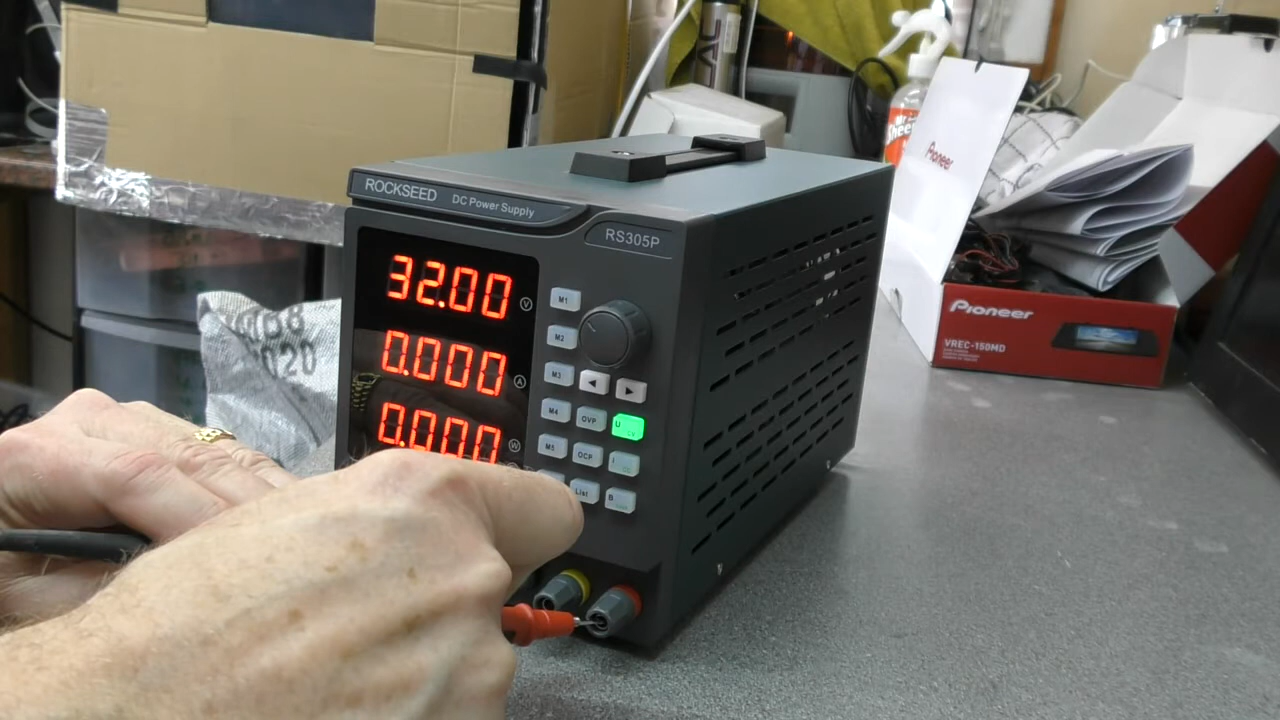 ROCKSEED DC Power Supply
RS305P
32.00 V
0.000 A
0.000 W
M1
M2
M3
M4 OVP U
M5 OCP I
List
Pioneer
Pioneer
VREC-150MD
2020